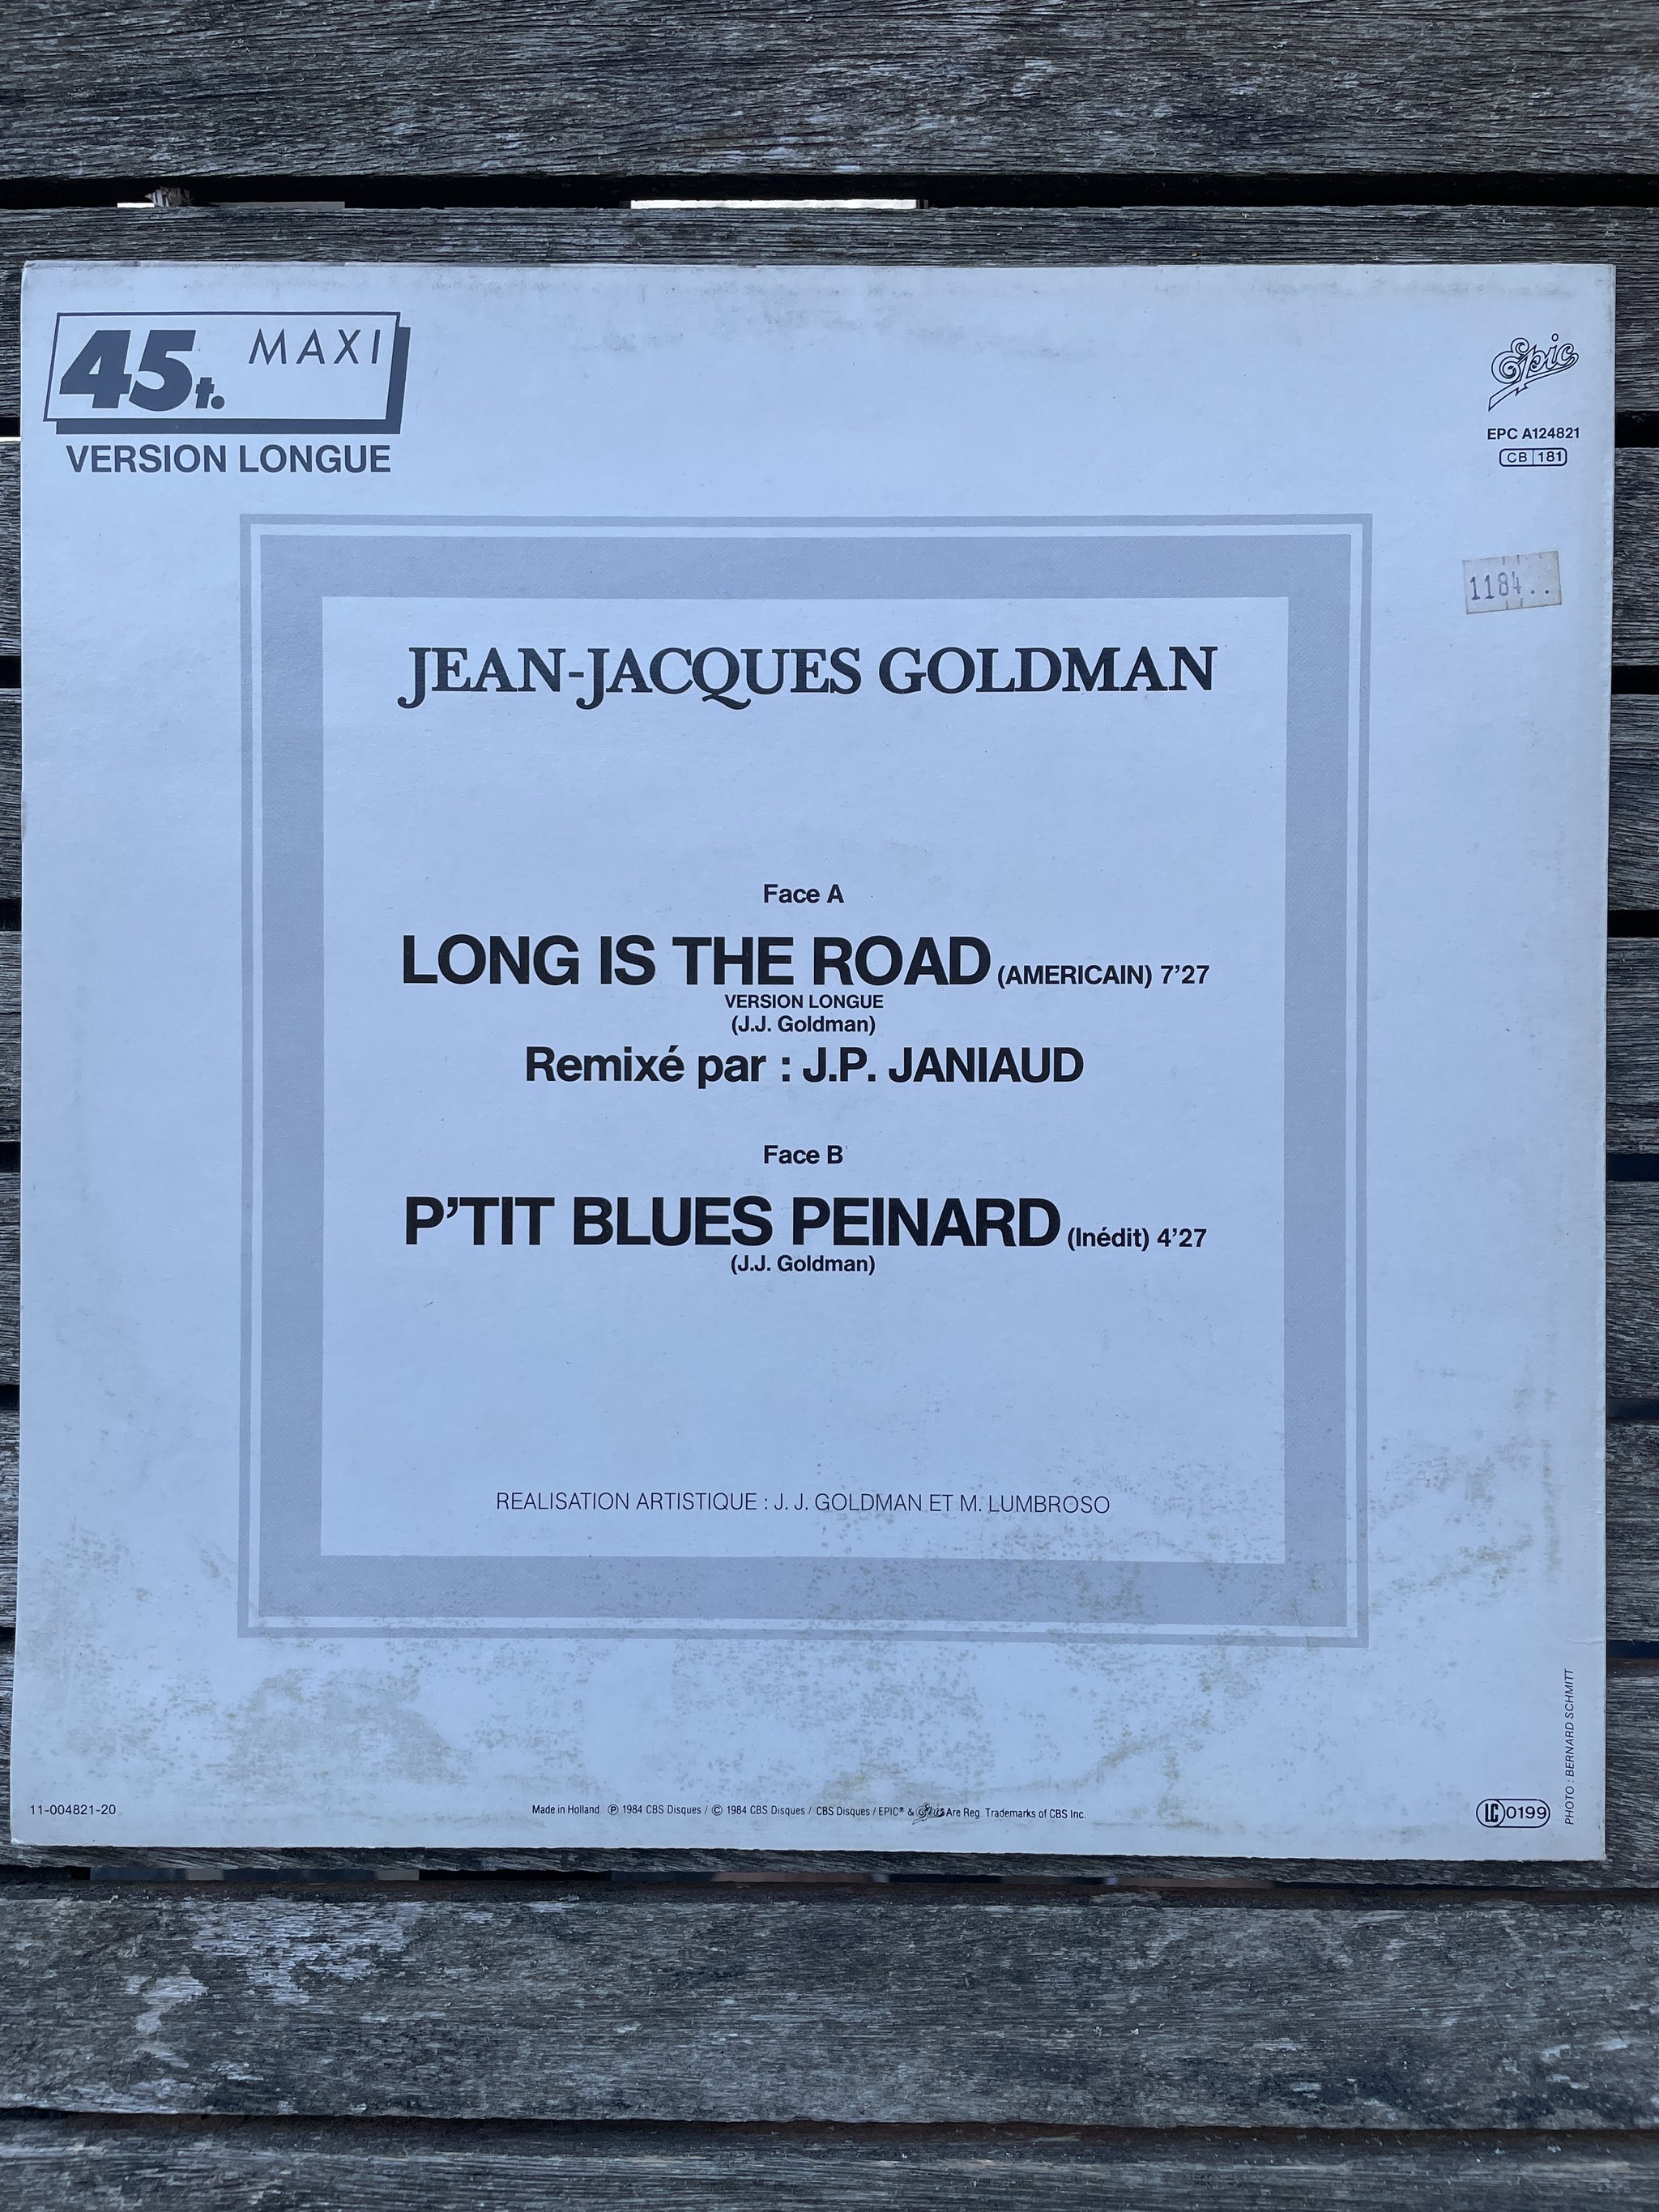 45t. MAXI
VERSION LONGUE
Epic
EPC A124821
CB 181
1184..
JEAN-JACQUES GOLDMAN
Face A
LONG IS THE ROAD (AMERICAIN) 7'27
VERSION LONGUE
(J.J. Goldman)
Remixé par : J.P. JANIAUD
Face B
P'TIT BLUES PEINARD (Inédit) 4'27
(J.J. Goldman)
REALISATION ARTISTIQUE : J. J. GOLDMAN ET M. LUMBROSO
11-004821-20
Made in Holland ℗ 1984 CBS Disques / © 1984 CBS Disques / CBS Disques / EPIC® & Epic Are Reg. Trademarks of CBS Inc.
LC 0199
PHOTO : BERNARD SCHMITT